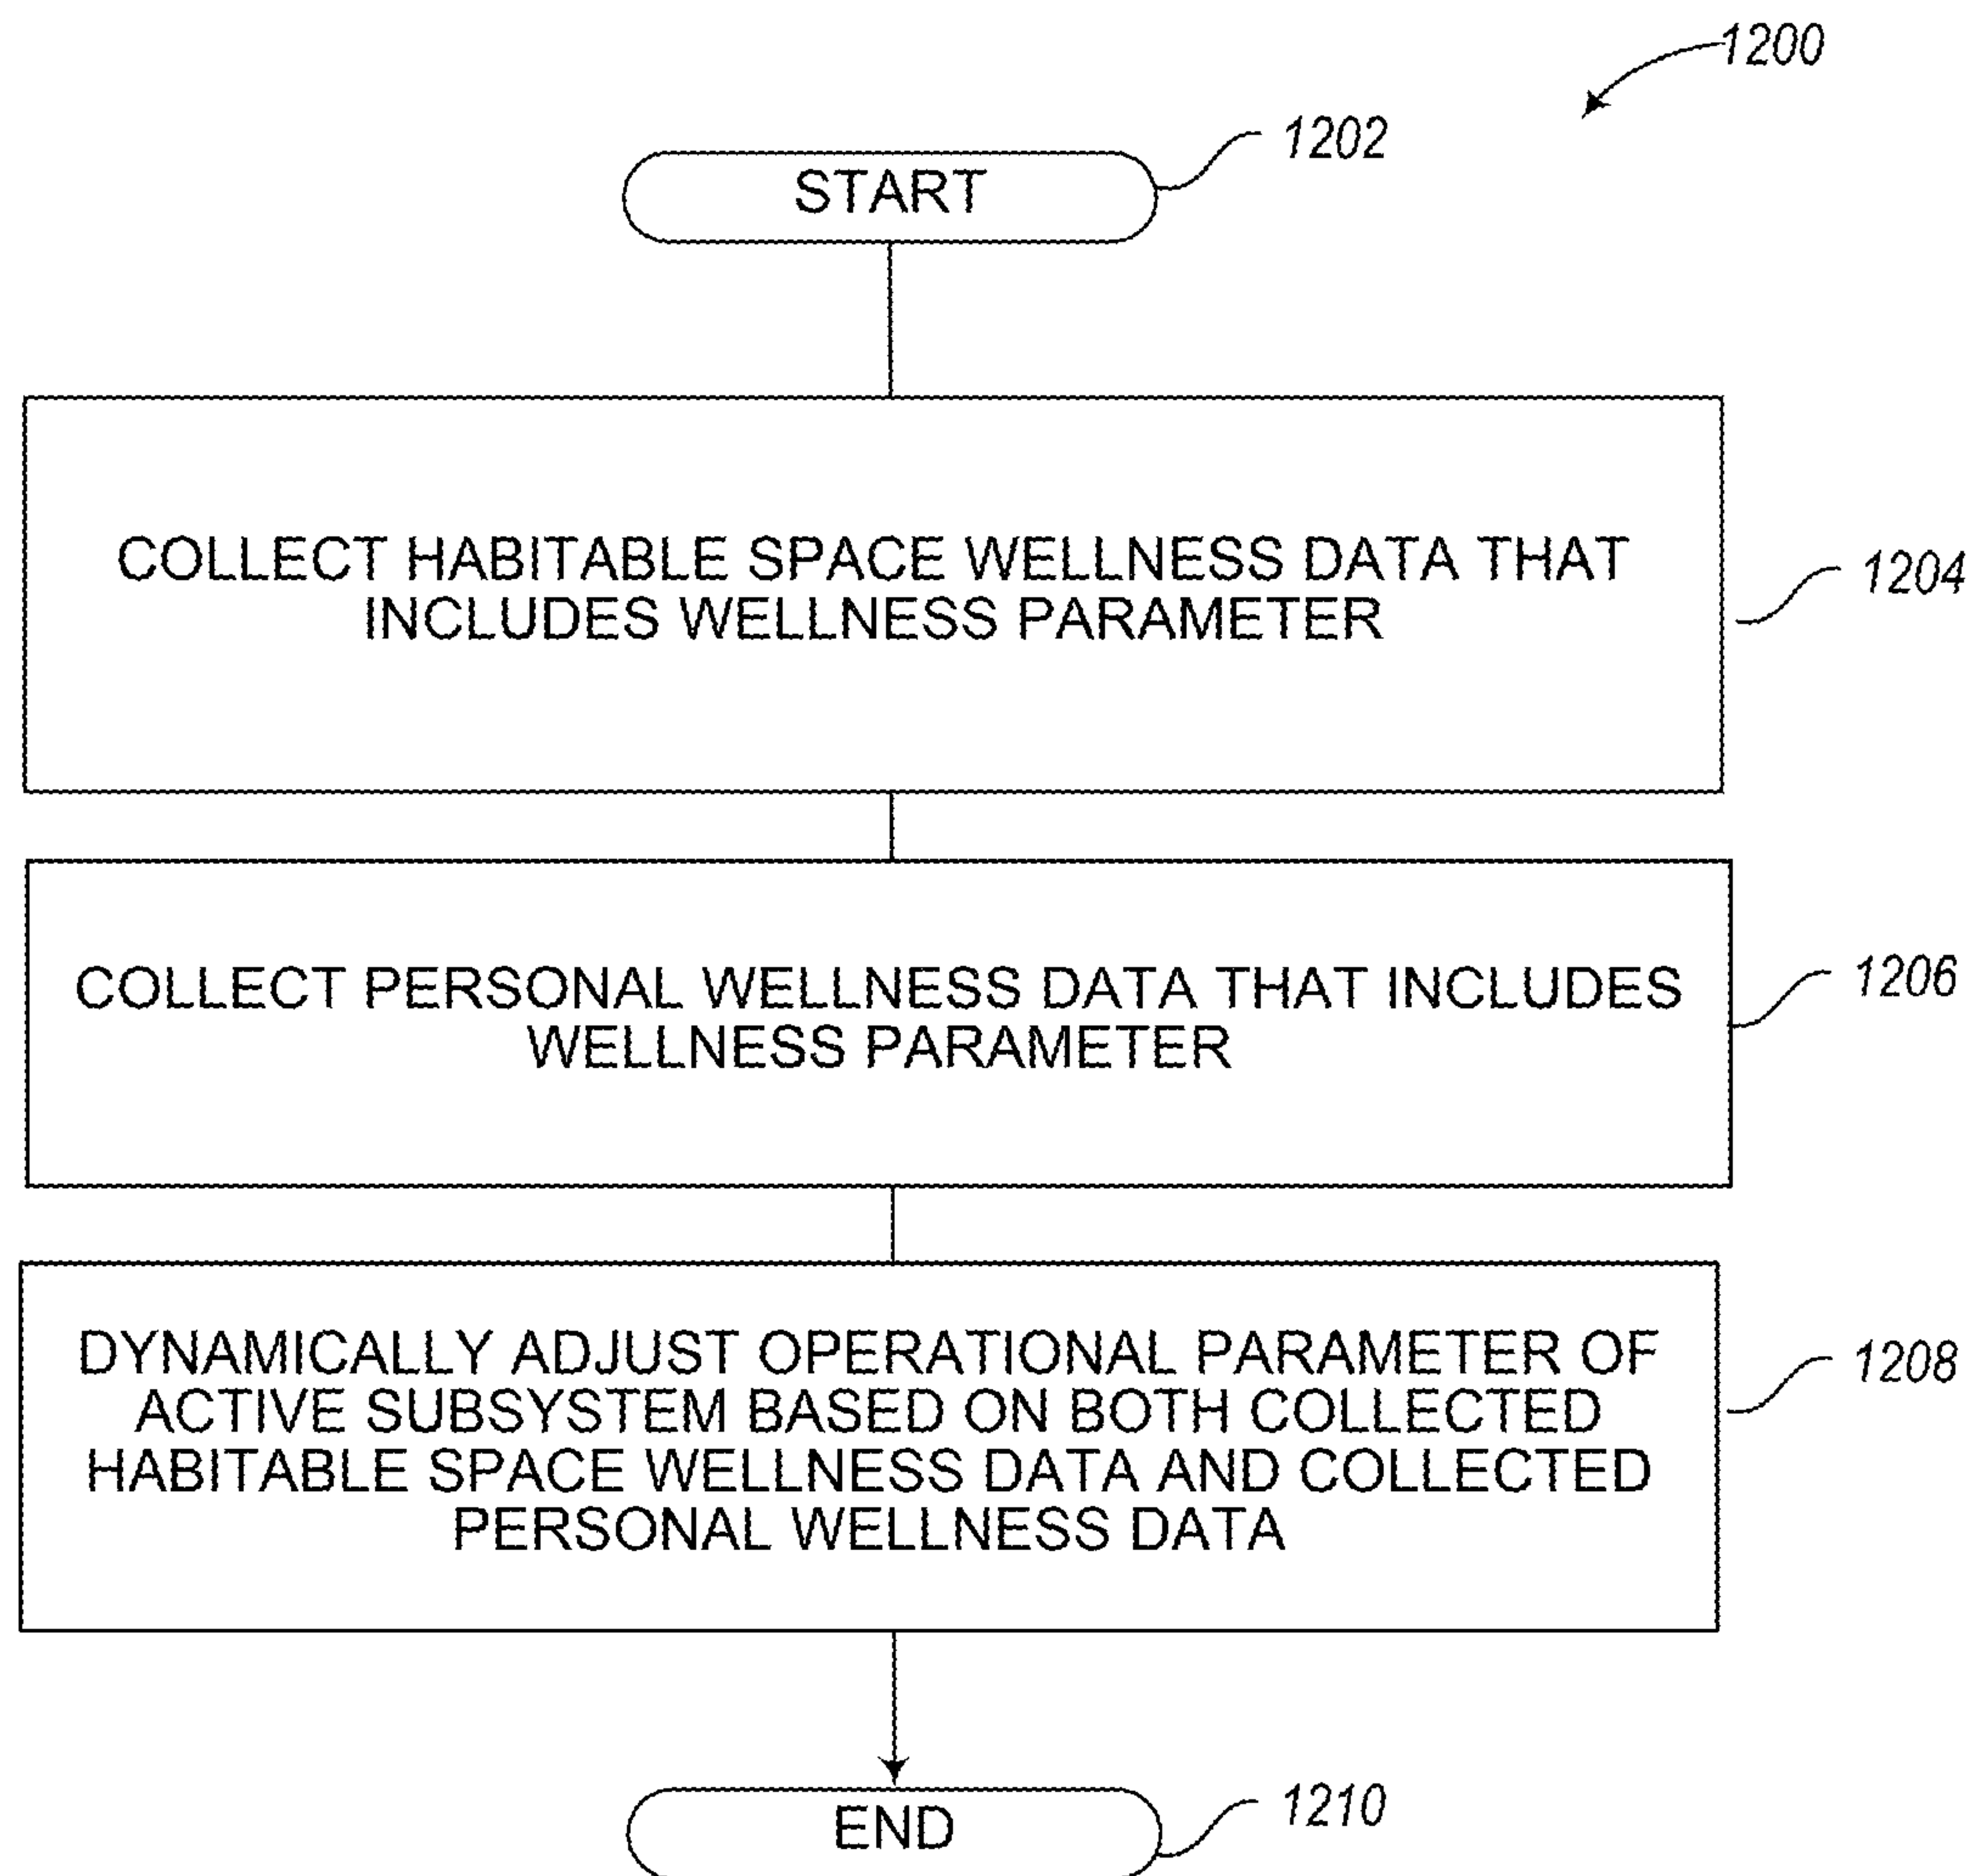 1200
1202
START
COLLECT HABITABLE SPACE WELLNESS DATA THAT
INCLUDES WELLNESS PARAMETER
1204
COLLECT PERSONAL WELLNESS DATA THAT INCLUDES
WELLNESS PARAMETER
1206
DYNAMICALLY ADJUST OPERATIONAL PARAMETER OF
ACTIVE SUBSYSTEM BASED ON BOTH COLLECTED
HABITABLE SPACE WELLNESS DATA AND COLLECTED
PERSONAL WELLNESS DATA
1208
END
1210